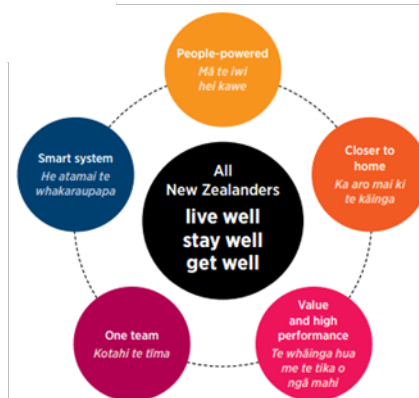 People-powered
Mā te iwi
hei kawe
Closer to
home
Ka aro mai ki
te kāinga
Value
and high
performance
Te whāinga hua
me te tika o
ngā mahi
One team
Kotahi te tīma
Smart system
He atamai te
whakaraupapa
All
New Zealanders
live well
stay well
get well